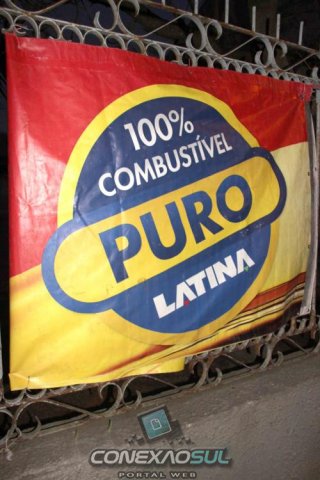 100%
COMBUSTÍVEL
PURO
LATINA
CONEXAOSUL
PORTAL WEB